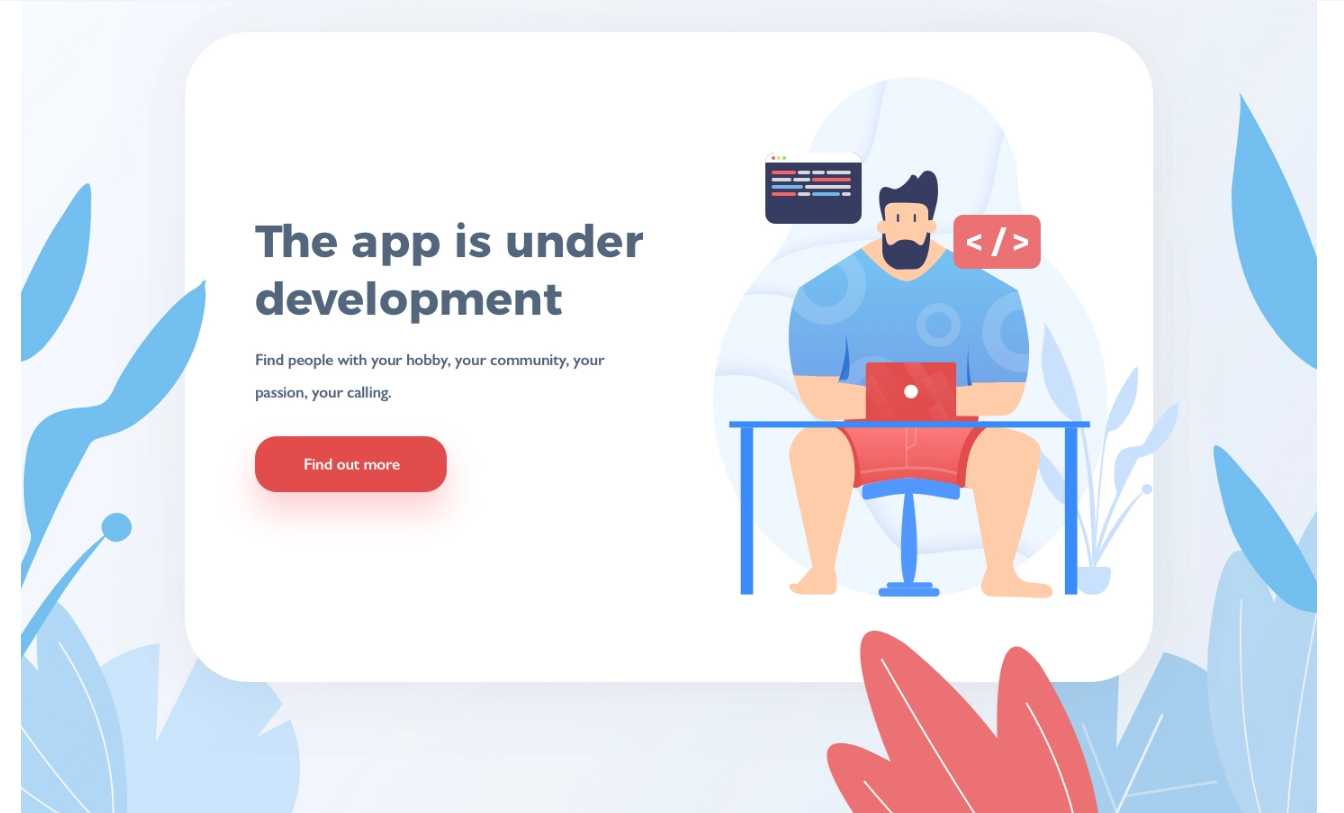 The app is under
development
Find people with your hobby, your community, your
passion, your calling.
Find out more
</>